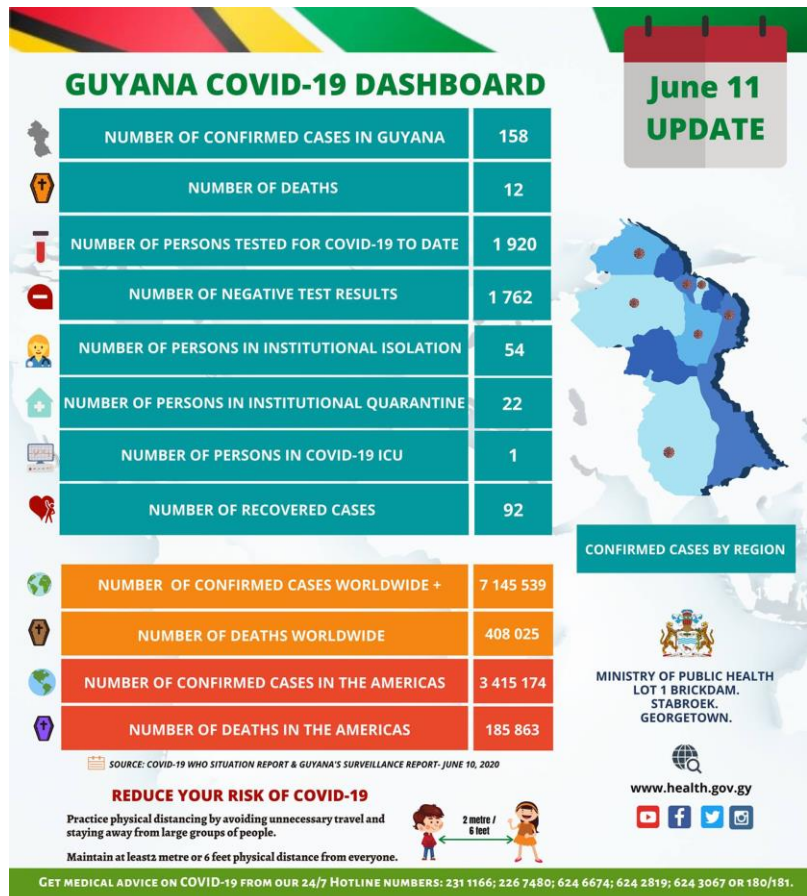 GUYANA COVID-19 DASHBOARD
June 11
UPDATE
NUMBER OF CONFIRMED CASES IN GUYANA 158
NUMBER OF DEATHS 12
NUMBER OF PERSONS TESTED FOR COVID-19 TO DATE 1 920
NUMBER OF NEGATIVE TEST RESULTS 1 762
NUMBER OF PERSONS IN INSTITUTIONAL ISOLATION 54
NUMBER OF PERSONS IN INSTITUTIONAL QUARANTINE 22
NUMBER OF PERSONS IN COVID-19 ICU 1
NUMBER OF RECOVERED CASES 92
CONFIRMED CASES BY REGION
NUMBER OF CONFIRMED CASES WORLDWIDE + 7 145 539
NUMBER OF DEATHS WORLDWIDE 408 025
NUMBER OF CONFIRMED CASES IN THE AMERICAS 3 415 174
NUMBER OF DEATHS IN THE AMERICAS 185 863
SOURCE: COVID-19 WHO SITUATION REPORT & GUYANA'S SURVEILLANCE REPORT- JUNE 10, 2020
MINISTRY OF PUBLIC HEALTH
LOT 1 BRICKDAM.
STABROEK.
GEORGETOWN.
www.health.gov.gy
REDUCE YOUR RISK OF COVID-19
Practice physical distancing by avoiding unnecessary travel and
staying away from large groups of people.
Maintain at least2 metre or 6 feet physical distance from everyone.
2 metre /
6 feet
GET MEDICAL ADVICE ON COVID-19 FROM OUR 24/7 HOTLINE NUMBERS: 231 1166; 226 7480; 624 6674; 624 2819; 624 3067 OR 180/181.